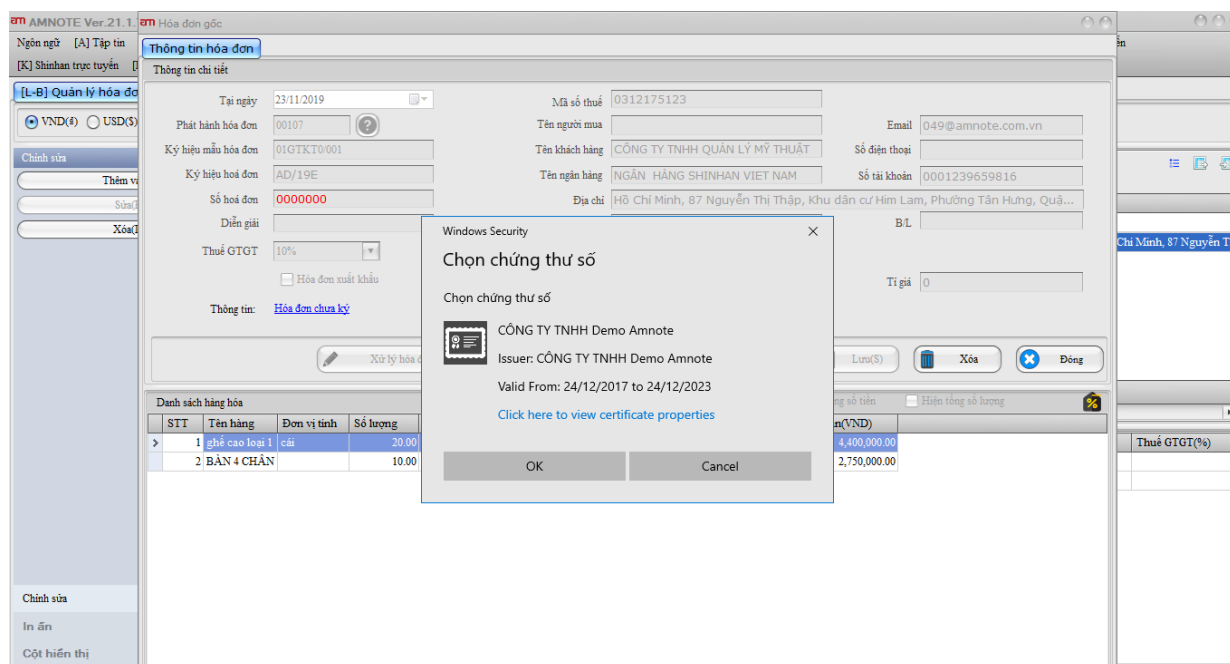 am AMNOTE Ver.21.1.
am Hóa đơn gốc
Ngôn ngữ [A] Tập tin
[K] Shinhan trực tuyến
Thông tin hóa đơn
Thông tin chi tiết
[L-B] Quản lý hóa đơ
VND(đ) USD($)
Chỉnh sửa
Thêm
Sửa(
Xóa(
Tại ngày 23/11/2019
Mã số thuế 0312175123
Phát hành hóa đơn 00107 ?
Tên người mua
Email 049@amnote.com.vn
Ký hiệu mẫu hóa đơn 01GTKT0/001
Tên khách hàng CÔNG TY TNHH QUẢN LÝ MỸ THUẬT
Số điện thoại
Ký hiệu hoá đơn AD/19E
Tên ngân hàng NGÂN HÀNG SHINHAN VIET NAM
Số tài khoản 0001239659816
Số hoá đơn 0000000
Địa chỉ Hồ Chí Minh, 87 Nguyễn Thị Thập, Khu dân cư Him Lam, Phường Tân Hưng, Quậ...
Diễn giải
B/L
Chí Minh, 87 Nguyễn T
Thuế GTGT 10%
Hóa đơn xuất khẩu
Tỉ giá 0
Thông tin: Hóa đơn chưa ký
Windows Security
Chọn chứng thư số
Chọn chứng thư số
CÔNG TY TNHH Demo Amnote
Issuer: CÔNG TY TNHH Demo Amnote
Valid From: 24/12/2017 to 24/12/2023
Click here to view certificate properties
OK Cancel
Xử lý hóa Lưu(S) Xóa Đóng
Danh sách hàng hóa
ng số tiền Hiện tổng số lượng
STT Tên hàng Đơn vị tính Số lượng n(VND)
1 ghế cao loại 1 cái 20.00 4,400,000.00
2 BÀN 4 CHÂN 10.00 2,750,000.00
Thuế GTGT(%)
Chỉnh sửa
In ấn
Cột hiển thị